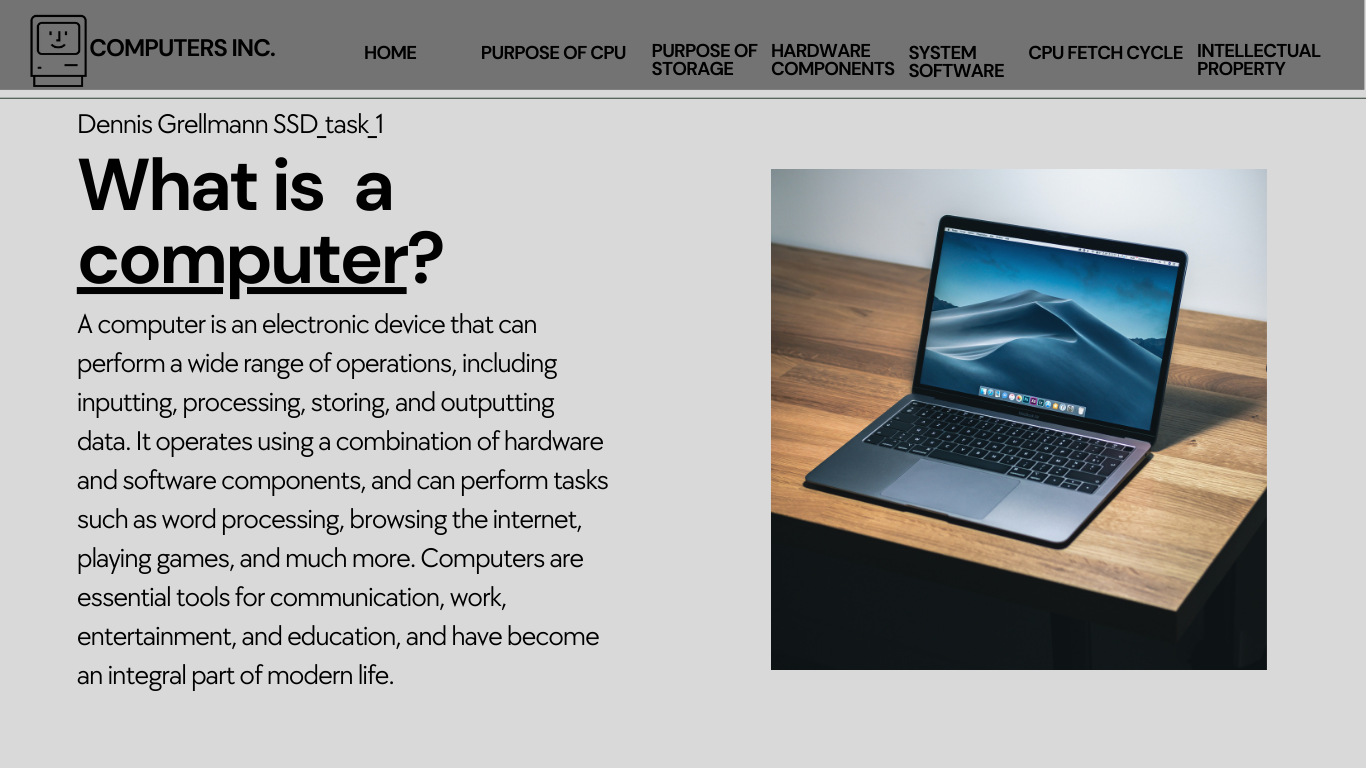 COMPUTERS INC.
HOME
PURPOSE OF CPU
PURPOSE OF
STORAGE
HARDWARE
COMPONENTS
SYSTEM
SOFTWARE
CPU FETCH CYCLE
INTELLECTUAL
PROPERTY
Dennis Grellmann SSD_task_1
What is  a
computer?
A computer is an electronic device that can
perform a wide range of operations, including
inputting, processing, storing, and outputting
data. It operates using a combination of hardware
and software components, and can perform tasks
such as word processing, browsing the internet,
playing games, and much more. Computers are
essential tools for communication, work,
entertainment, and education, and have become
an integral part of modern life.